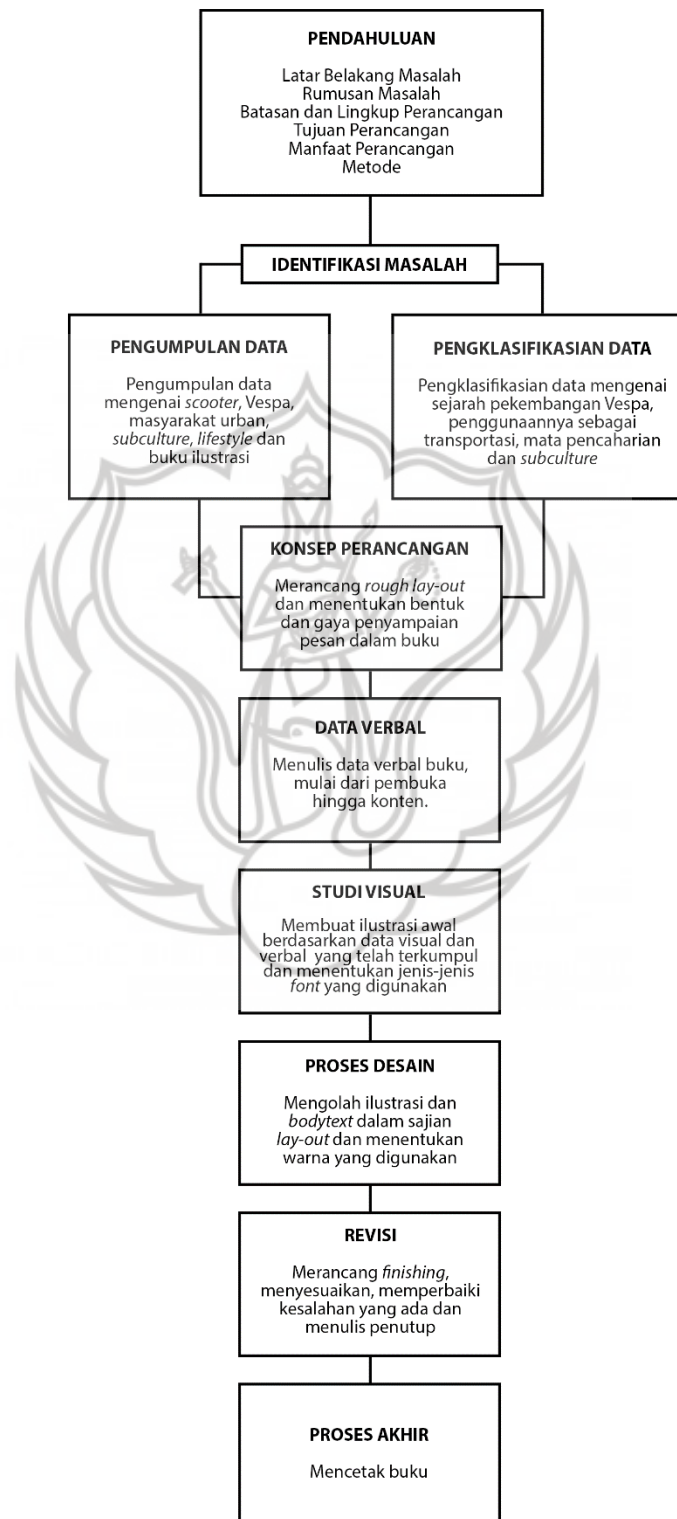 PENDAHULUAN
Latar Belakang Masalah
Rumusan Masalah
Batasan dan Lingkup Perancangan
Tujuan Perancangan
Manfaat Perancangan
Metode
IDENTIFIKASI MASALAH
PENGUMPULAN DATA
Pengumpulan data
mengenai scooter, Vespa,
masyarakat urban,
subculture, lifestyle dan
buku ilustrasi
PENGKLASIFIKASIAN DATA
Pengklasifikasian data mengenai
sejarah pekembangan Vespa,
penggunaannya sebagai
transportasi, mata pencaharian
dan subculture
KONSEP PERANCANGAN
Merancang rough lay-out
dan menentukan bentuk
dan gaya penyampaian
pesan dalam buku
DATA VERBAL
Menulis data verbal buku,
mulai dari pembuka
hingga konten.
STUDI VISUAL
Membuat ilustrasi awal
berdasarkan data visual dan
verbal yang telah terkumpul
dan menentukan jenis-jenis
font yang digunakan
PROSES DESAIN
Mengolah ilustrasi dan
bodytext dalam sajian
lay-out dan menentukan
warna yang digunakan
REVISI
Merancang finishing,
menyesuaikan, memperbaiki
kesalahan yang ada dan
menulis penutup
PROSES AKHIR
Mencetak buku